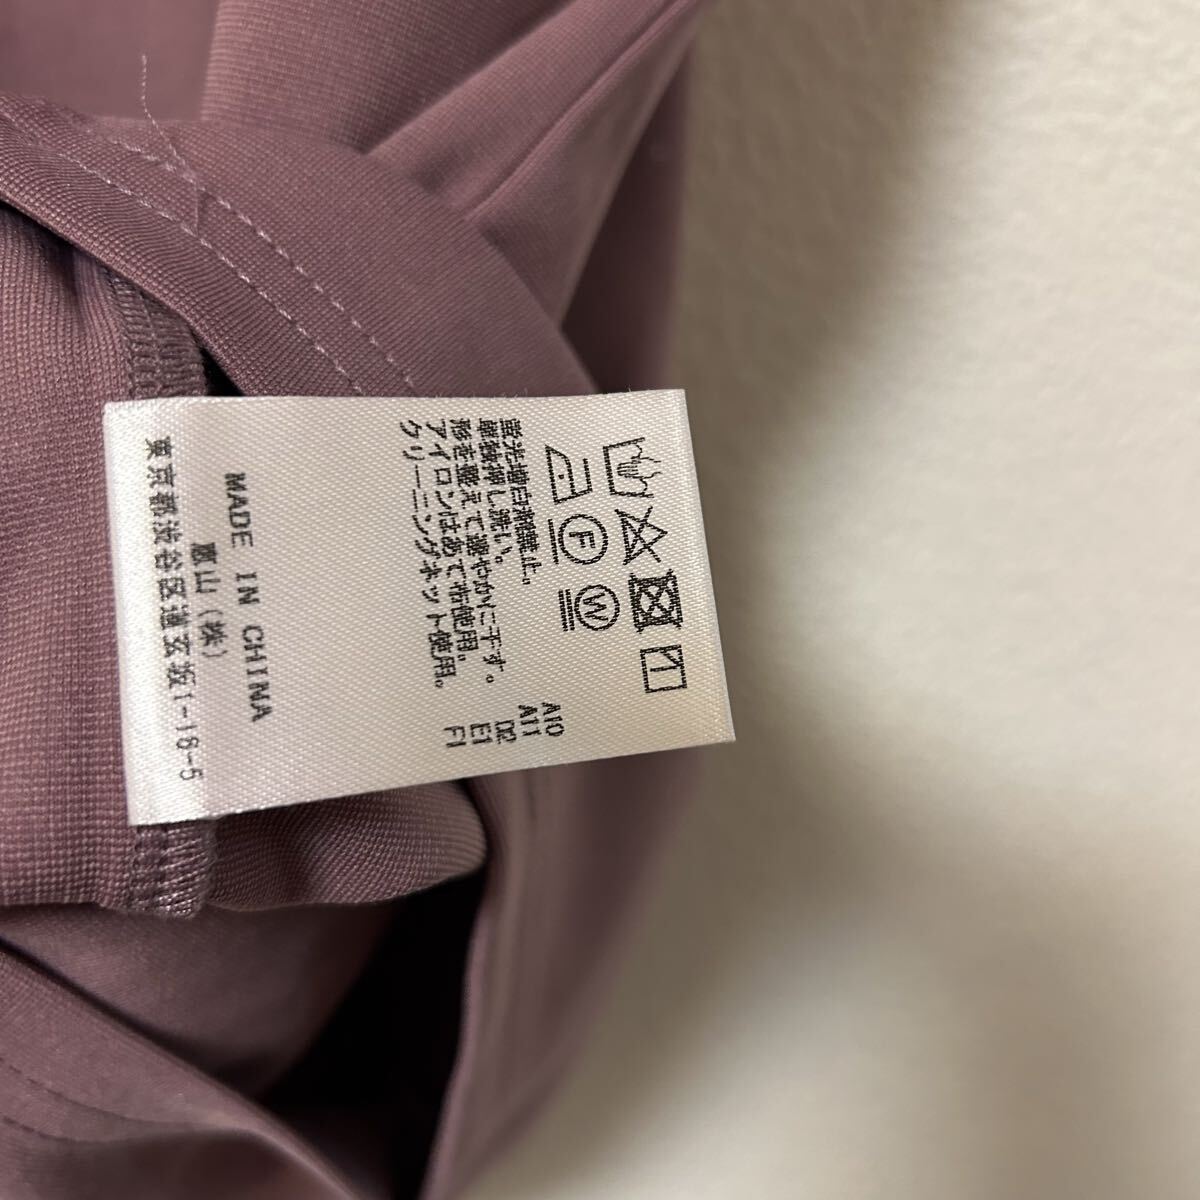 F
W
蛍光増白剤禁止。
単独押し洗い。
形を整えて速やかに干す。
アイロンはあて布使用。
クリーニングネット使用。
A10
A11
D2
E1
F1
MADE IN CHINA
東京都渋谷区道玄坂1-18-5